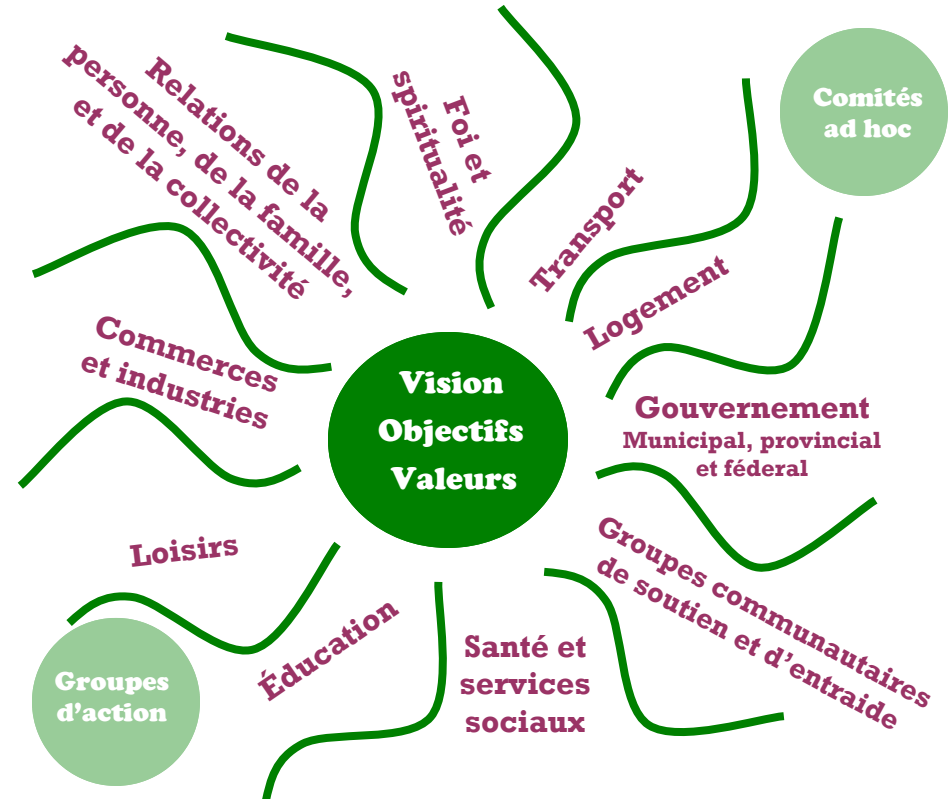 Relations de la
personne, de la famille,
et de la collectivité
Foi et
spiritualité
Transport
Comités
ad hoc
Logement
Commerces
et industries
Vision
Objectifs
Valeurs
Gouvernement
Municipal, provincial
et féderal
Loisirs
Groupes communautaires
de soutien et d’entraide
Éducation
Santé et
services
sociaux
Groupes
d’action